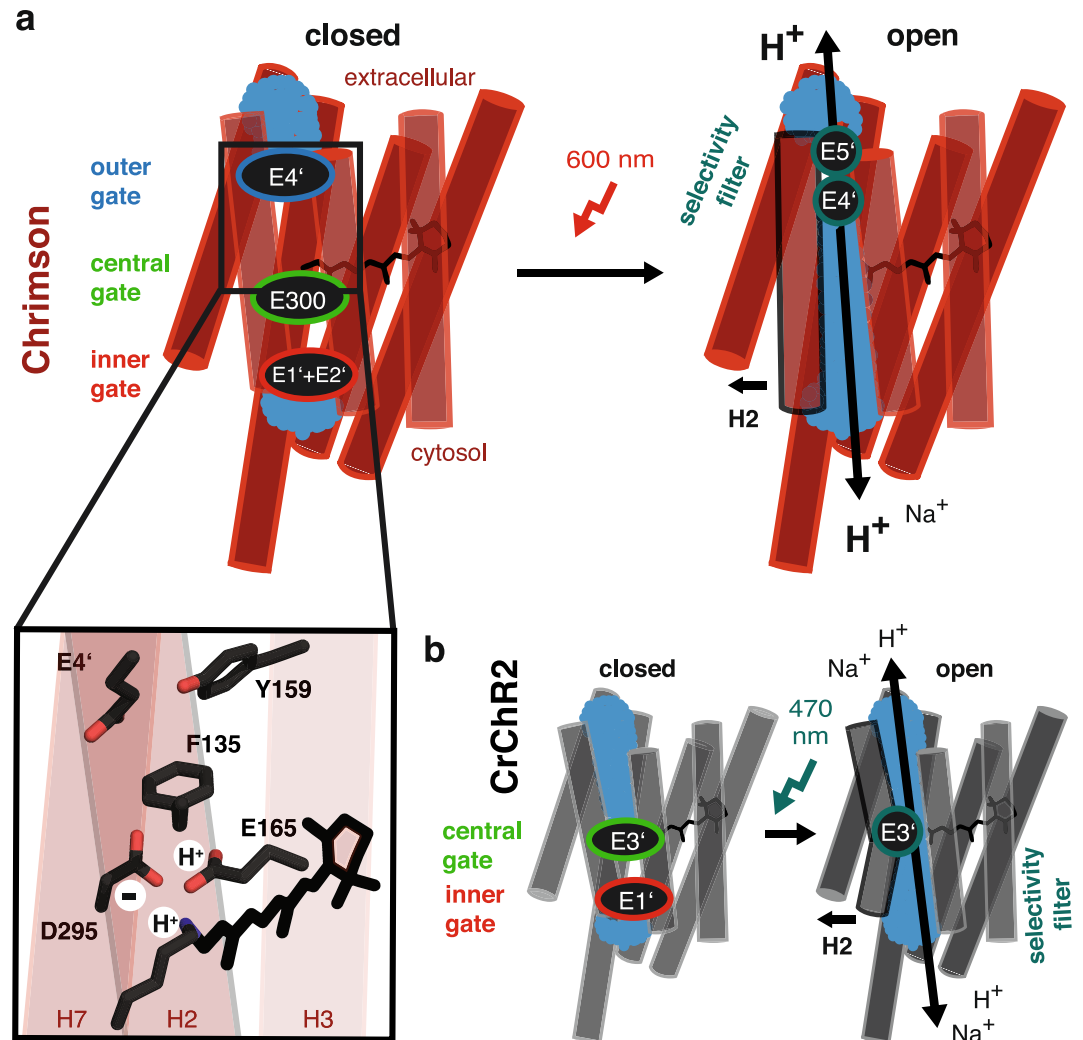 a
closed
open
extracellular
H+
outer
gate
E4‘
600 nm
selectivity
filter
E5‘
E4‘
Chrimson
central
gate
E300
inner
gate
E1‘+E2‘
H2
cytosol
H+
Na+
E4‘
Y159
F135
E165
H+
-
D295
H+
H7
H2
H3
b
CrChR2
closed
open
H+
Na+
470
nm
central
gate
E3‘
E3‘
inner
gate
E1‘
selectivity
filter
H2
H+
Na+